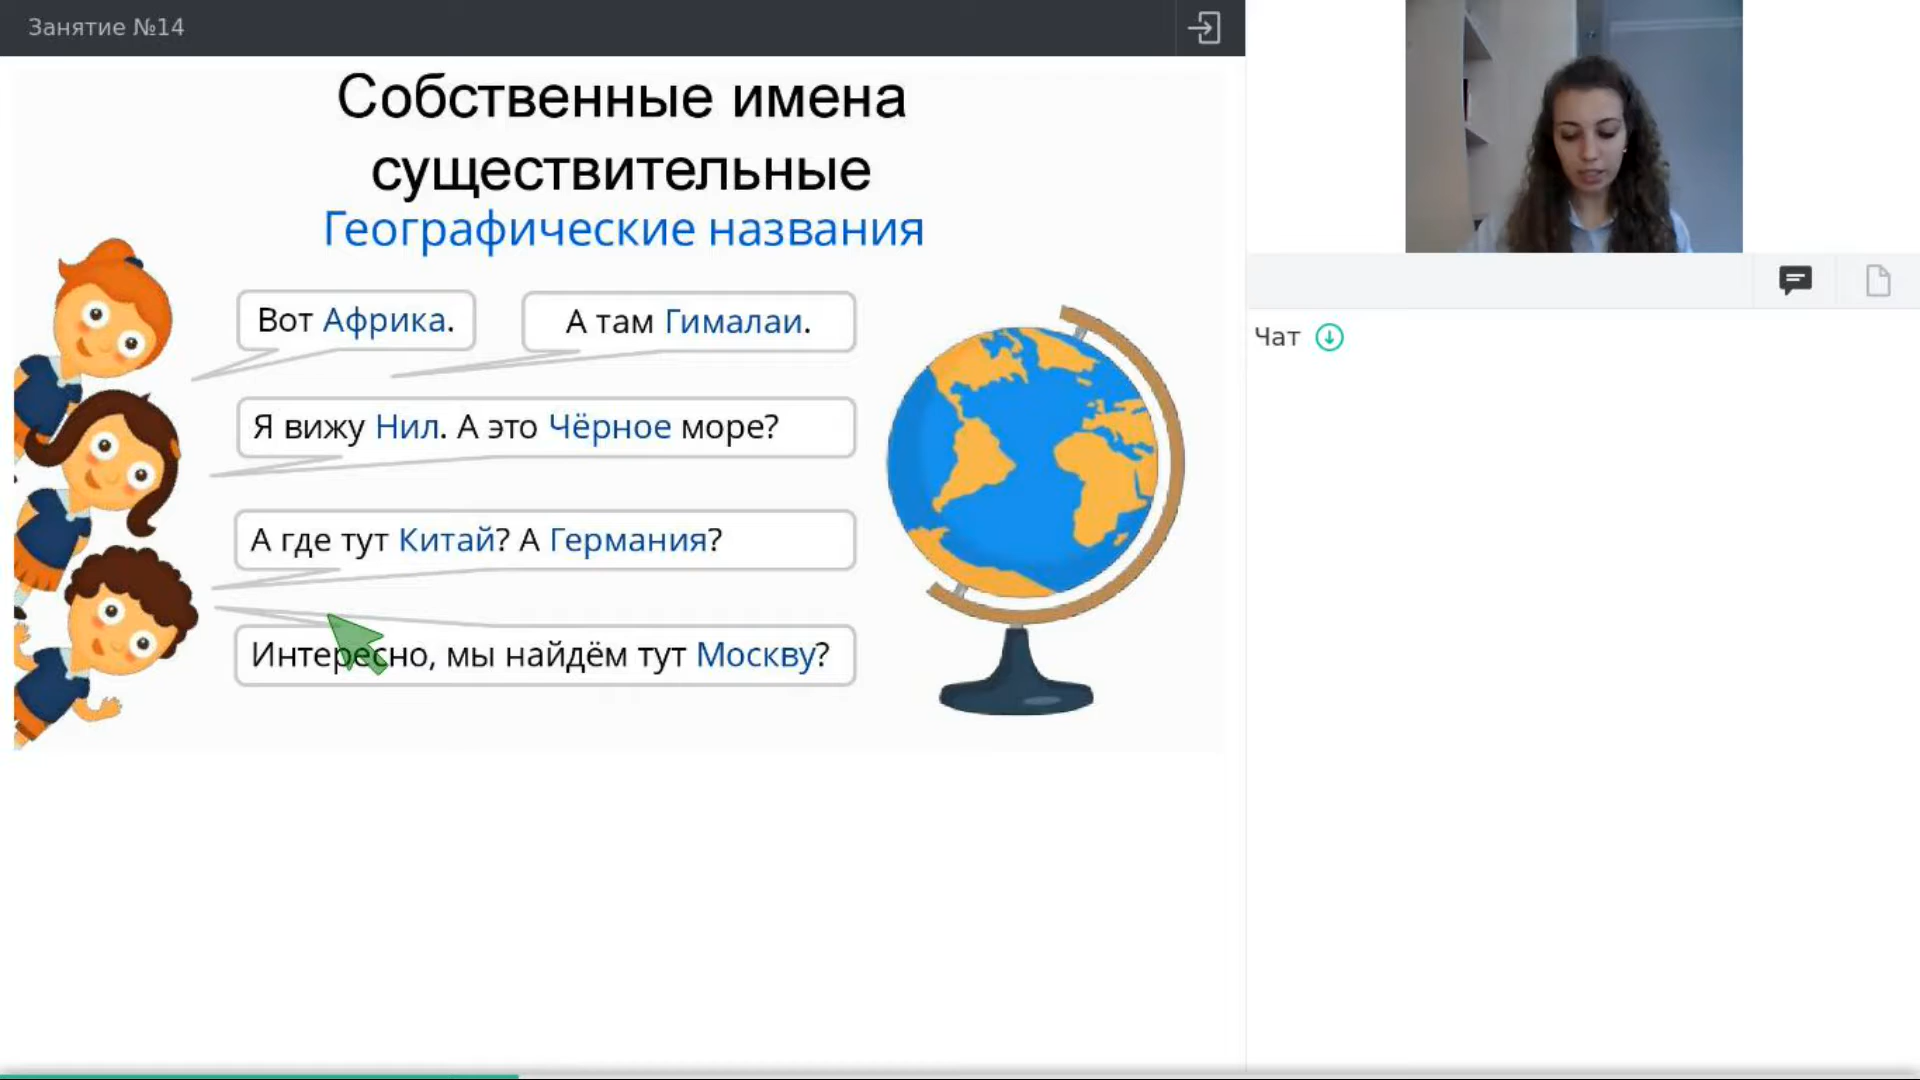 Занятие №14
Собственные имена
существительные
Географические названия
Вот Африка.
А там Гималаи.
Я вижу Нил. А это Чёрное море?
А где тут Китай? А Германия?
Интересно, мы найдём тут Москву?
Чат